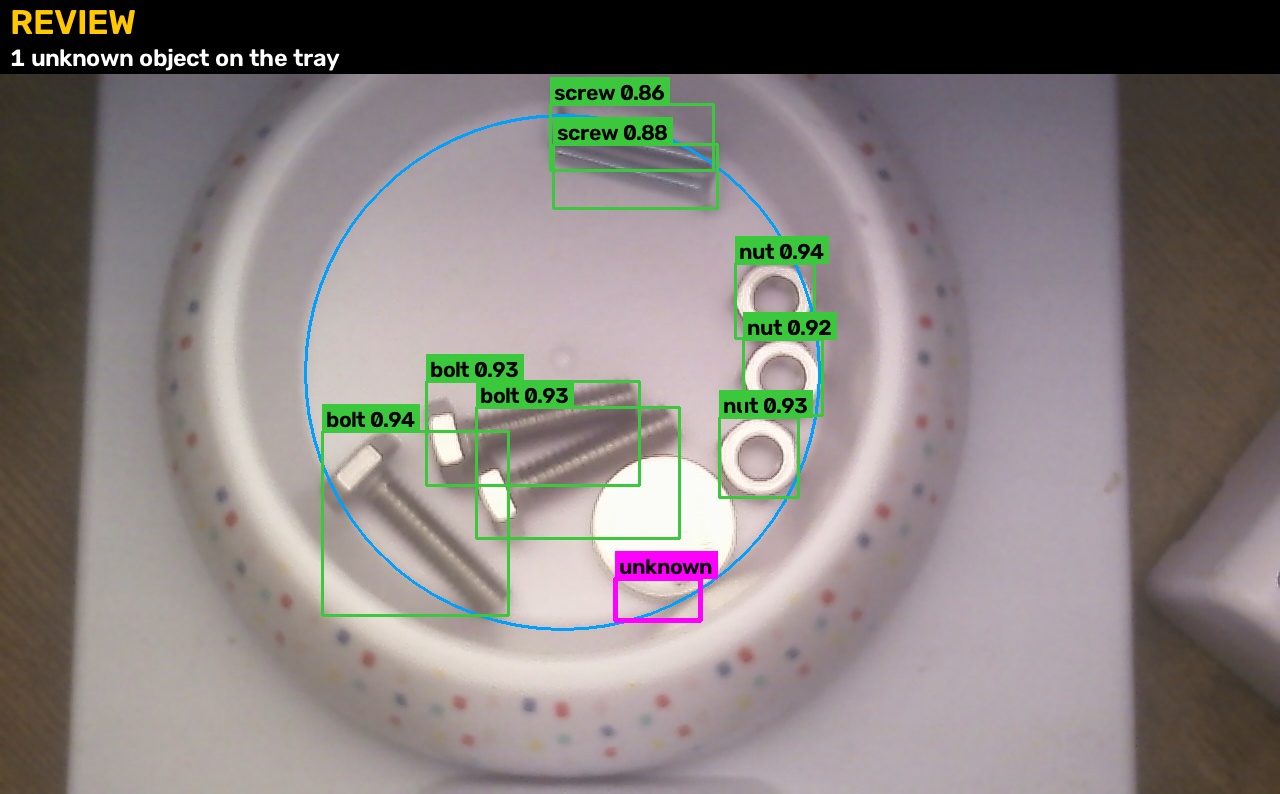 REVIEW
1 unknown object on the tray
screw 0.86
screw 0.88
nut 0.94
nut 0.92
bolt 0.93
bolt 0.93
nut 0.93
bolt 0.94
unknown